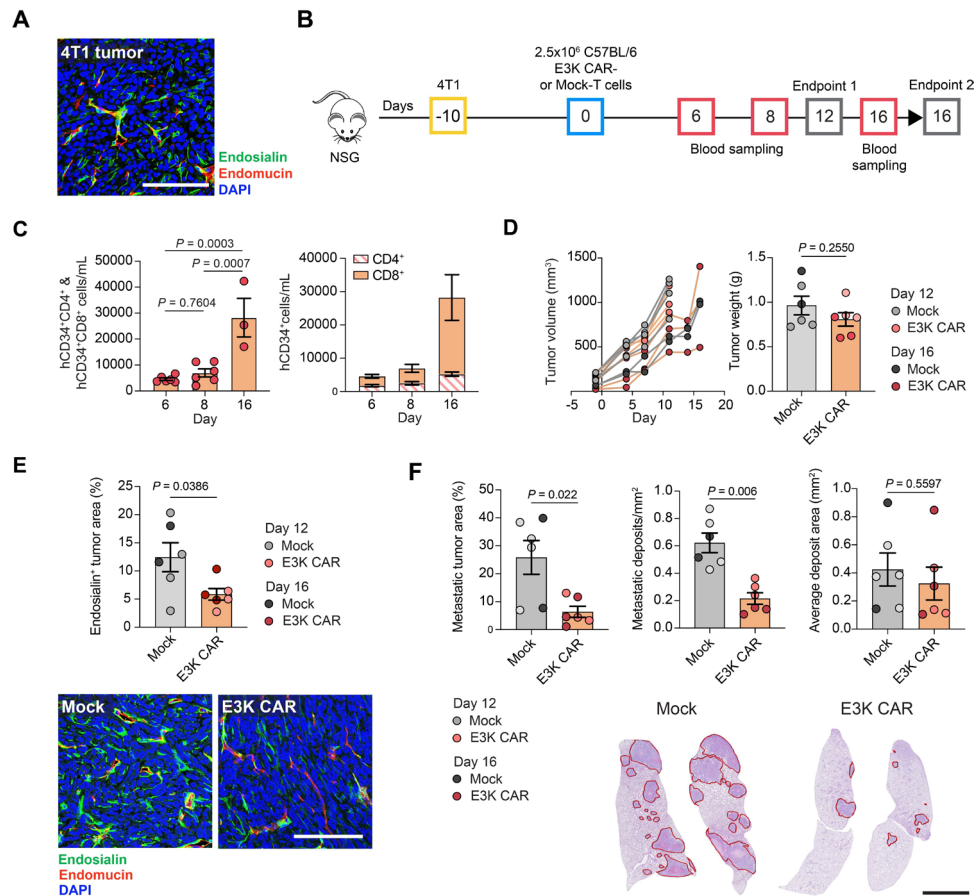 A
4T1 tumor
Endosialin
Endomucin
DAPI
B
2.5x10⁶ C57BL/6
E3K CAR-
or Mock-T cells
4T1
Endpoint 1
Endpoint 2
Days
-10
0
6
8
12
16
16
NSG
Blood sampling
Blood
sampling
C
hCD34⁺CD4⁺ &
hCD34⁺CD8⁺ cells/mL
P = 0.0003
P = 0.0007
P = 0.7604
50000
40000
30000
20000
10000
0
6
8
16
Day
hCD34⁺cells/mL
CD4⁺
CD8⁺
40000
30000
20000
10000
0
6
8
16
Day
D
Tumor volume (mm³)
1500
1000
500
0
-5
0
5
10
15
20
Day
Tumor weight (g)
P = 0.2550
1.5
1.0
0.5
0.0
Mock
E3K CAR
Day 12
Mock
E3K CAR
Day 16
Mock
E3K CAR
E
Endosialin⁺ tumor area (%)
P = 0.0386
25
20
15
10
5
0
Mock
E3K CAR
Day 12
Mock
E3K CAR
Day 16
Mock
E3K CAR
Mock
E3K CAR
Endosialin
Endomucin
DAPI
F
Metastatic tumor area (%)
P = 0.022
50
40
30
20
10
0
Mock
E3K CAR
Metastatic deposits/mm²
P = 0.006
1.0
0.8
0.6
0.4
0.2
0
Mock
E3K CAR
Average deposit area (mm²)
P = 0.5597
1.0
0.8
0.6
0.4
0.2
0
Mock
E3K CAR
Day 12
Mock
E3K CAR
Day 16
Mock
E3K CAR
Mock
E3K CAR